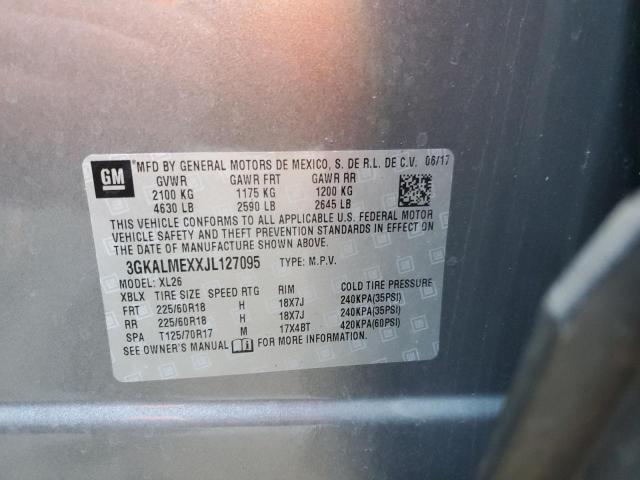 GM
MFD BY GENERAL MOTORS DE MEXICO, S. DE R.L. DE C.V. 06/17
GVWR GAWR FRT GAWR RR
2100 KG 1175 KG 1200 KG
4630 LB 2590 LB 2645 LB
THIS VEHICLE CONFORMS TO ALL APPLICABLE U.S. FEDERAL MOTOR
VEHICLE SAFETY AND THEFT PREVENTION STANDARDS IN EFFECT ON THE
DATE OF MANUFACTURE SHOWN ABOVE.
3GKALMEXXJL127095 TYPE: M.P.V.
MODEL: XL26
XBLX TIRE SIZE SPEED RTG RIM COLD TIRE PRESSURE
FRT 225/60R18 H 18X7J 240KPA(35PSI)
RR 225/60R18 H 18X7J 240KPA(35PSI)
SPA T125/70R17 M 17X4BT 420KPA(60PSI)
SEE OWNER'S MANUAL FOR MORE INFORMATION